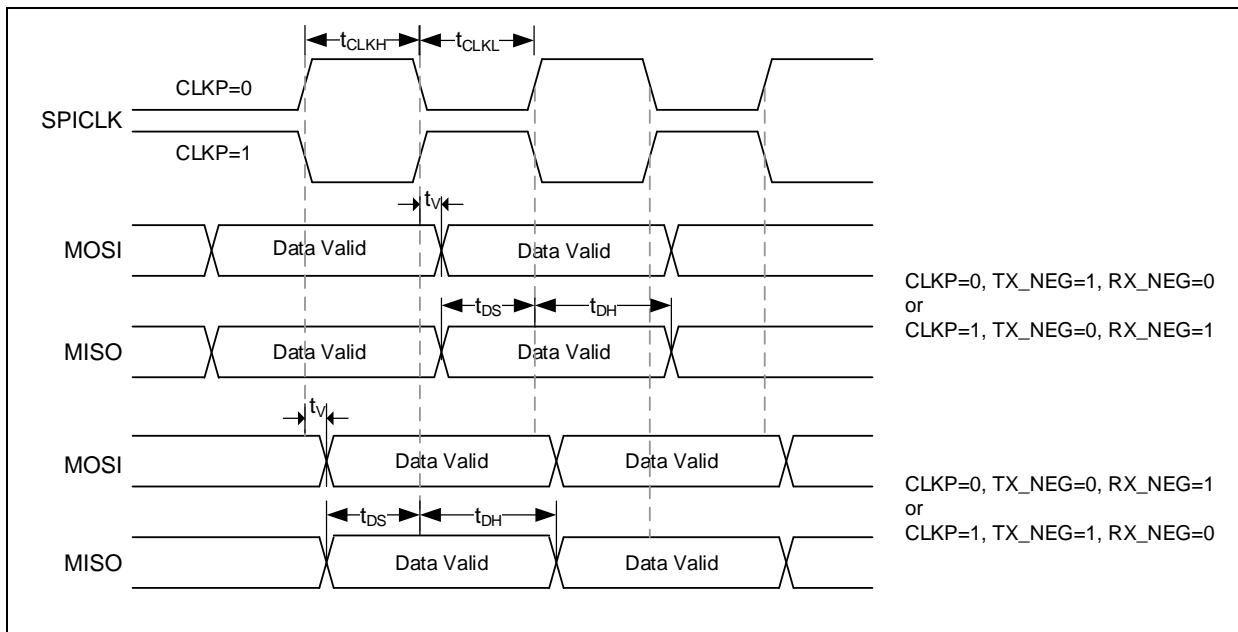 tCLKH
tCLKL
CLKP=0
SPICLK
CLKP=1
tV
MOSI
Data Valid
Data Valid
tDS
tDH
MISO
Data Valid
Data Valid
CLKP=0, TX_NEG=1, RX_NEG=0
or
CLKP=1, TX_NEG=0, RX_NEG=1
tV
MOSI
Data Valid
Data Valid
tDS
tDH
MISO
Data Valid
Data Valid
CLKP=0, TX_NEG=0, RX_NEG=1
or
CLKP=1, TX_NEG=1, RX_NEG=0